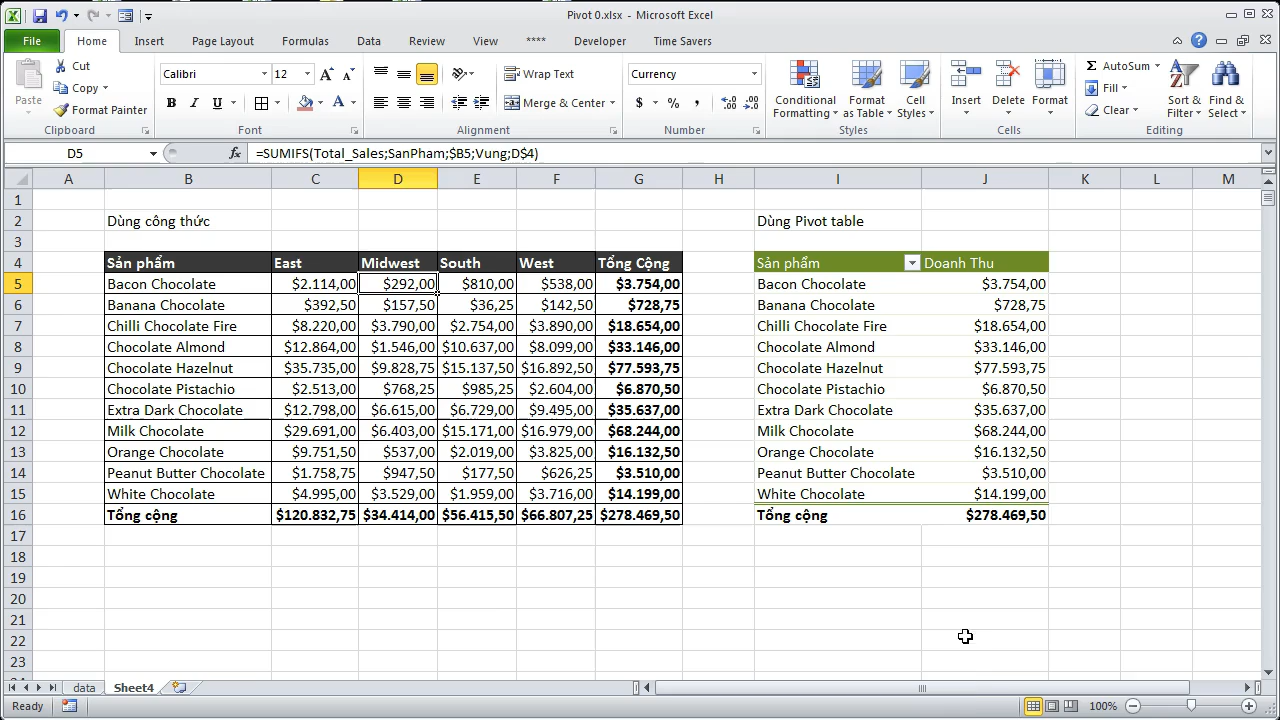 Pivot 0.xlsx - Microsoft Excel
File Home Insert Page Layout Formulas Data Review View **** Developer Time Savers
Paste Cut Calibri 12 Wrap Text Currency Conditional Formatting Format as Table Cell Styles Insert Delete Format AutoSum Sort & Filter Find & Select
Copy B I U Merge & Center $ % , Fill
Format Painter Clear
Clipboard Font Alignment Number Styles Cells Editing
D5 fx =SUMIFS(Total_Sales;SanPham;$B5;Vung;D$4)
A B C D E F G H I J K L M
1
2 Dùng công thức Dùng Pivot table
3
4 Sản phẩm East Midwest South West Tổng Cộng Sản phẩm Doanh Thu
5 Bacon Chocolate $2.114,00 $292,00 $810,00 $538,00 $3.754,00 Bacon Chocolate $3.754,00
6 Banana Chocolate $392,50 $157,50 $36,25 $142,50 $728,75 Banana Chocolate $728,75
7 Chilli Chocolate Fire $8.220,00 $3.790,00 $2.754,00 $3.890,00 $18.654,00 Chilli Chocolate Fire $18.654,00
8 Chocolate Almond $12.864,00 $1.546,00 $10.637,00 $8.099,00 $33.146,00 Chocolate Almond $33.146,00
9 Chocolate Hazelnut $35.735,00 $9.828,75 $15.137,50 $16.892,50 $77.593,75 Chocolate Hazelnut $77.593,75
10 Chocolate Pistachio $2.513,00 $768,25 $985,25 $2.604,00 $6.870,50 Chocolate Pistachio $6.870,50
11 Extra Dark Chocolate $12.798,00 $6.615,00 $6.729,00 $9.495,00 $35.637,00 Extra Dark Chocolate $35.637,00
12 Milk Chocolate $29.691,00 $6.403,00 $15.171,00 $16.979,00 $68.244,00 Milk Chocolate $68.244,00
13 Orange Chocolate $9.751,50 $537,00 $2.019,00 $3.825,00 $16.132,50 Orange Chocolate $16.132,50
14 Peanut Butter Chocolate $1.758,75 $947,50 $177,50 $626,25 $3.510,00 Peanut Butter Chocolate $3.510,00
15 White Chocolate $4.995,00 $3.529,00 $1.959,00 $3.716,00 $14.199,00 White Chocolate $14.199,00
16 Tổng cộng $120.832,75 $34.414,00 $56.415,50 $66.807,25 $278.469,50 Tổng cộng $278.469,50
17
18
19
20
21
22
23
data Sheet4
Ready 100%